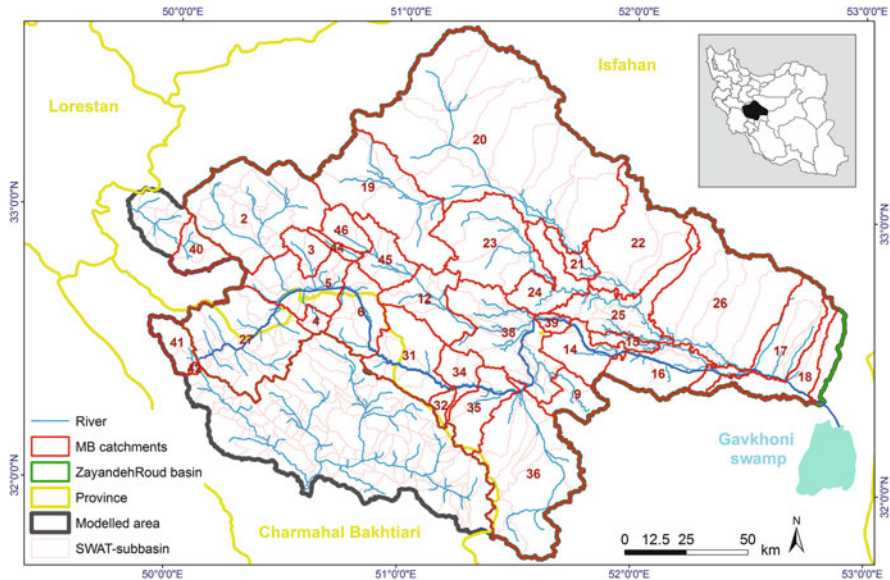 50°0'0"E 51°0'0"E 52°0'0"E 53°0'0"E
Isfahan
Lorestan
20
33°0'0"N
33°0'0"N
19
2
46
23
22
3
44
40
45
21
5
24
26
12
6
25
4
39
38
27
41
15
31
14
17
34
16
18
42
9
32
35
River
MB catchments
Gavkhoni
swamp
36
ZayandehRoud basin
Province
32°0'0"N
32°0'0"N
Modelled area
Charmahal Bakhtiari
N
SWAT-subbasin
0 12.5 25 50
km
50°0'0"E 51°0'0"E 52°0'0"E 53°0'0"E